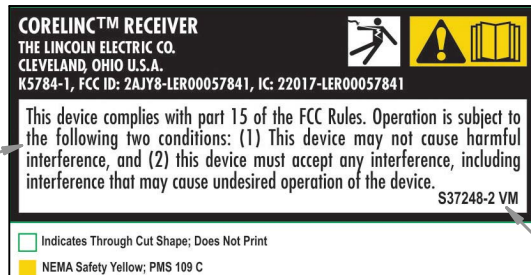 CORELINC™ RECEIVER
THE LINCOLN ELECTRIC CO.
CLEVELAND, OHIO U.S.A.
K5784-1, FCC ID: 2AJY8-LER00057841, IC: 22017-LER00057841
This device complies with part 15 of the FCC Rules. Operation is subject to
the following two conditions: (1) This device may not cause harmful
interference, and (2) this device must accept any interference, including
interference that may cause undesired operation of the device.
S37248-2 VM
Indicates Through Cut Shape; Does Not Print
NEMA Safety Yellow; PMS 109 C